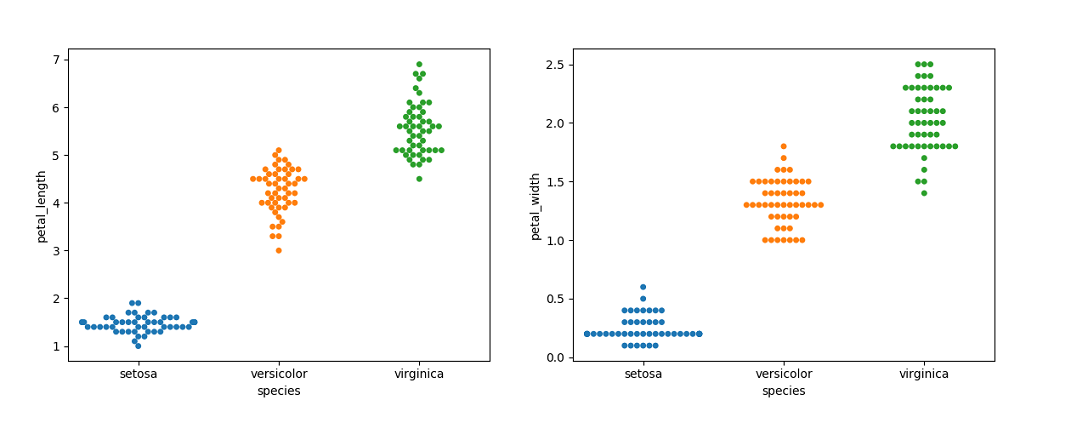 petal_length
7
6
5
4
3
2
1
setosa versicolor virginica
species
petal_width
2.5
2.0
1.5
1.0
0.5
0.0
setosa versicolor virginica
species